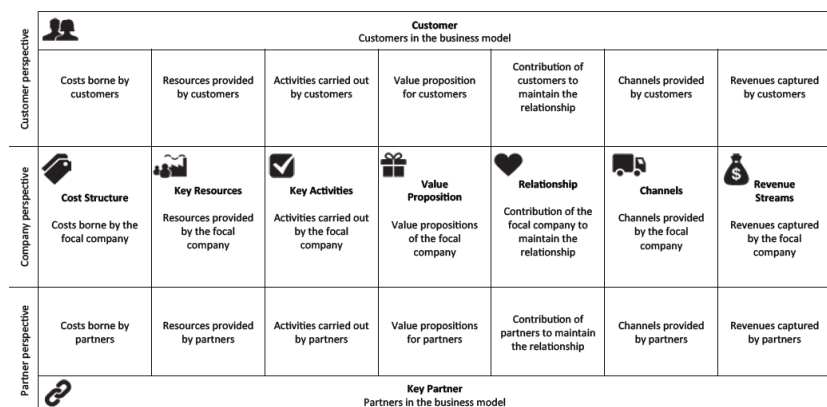 Customer perspective
Customer
Customers in the business model
Costs borne by
customers
Resources provided
by customers
Activities carried out
by customers
Value proposition
for customers
Contribution of
customers to
maintain the
relationship
Channels provided
by customers
Revenues captured
by customers
Company perspective
Cost Structure
Costs borne by the
focal company
Key Resources
Resources provided
by the focal
company
Key Activities
Activities carried out
by the focal
company
Value
Proposition
Value propositions
of the focal
company
Relationship
Contribution of the
focal company to
maintain the
relationship
Channels
Channels provided
by the focal
company
$
Revenue
Streams
Revenues captured
by the focal
company
Partner perspective
Costs borne by
partners
Resources provided
by partners
Activities carried out
by partners
Value propositions
for partners
Contribution of
partners to maintain
the relationship
Channels provided
by partners
Revenues captured
by partners
Key Partner
Partners in the business model